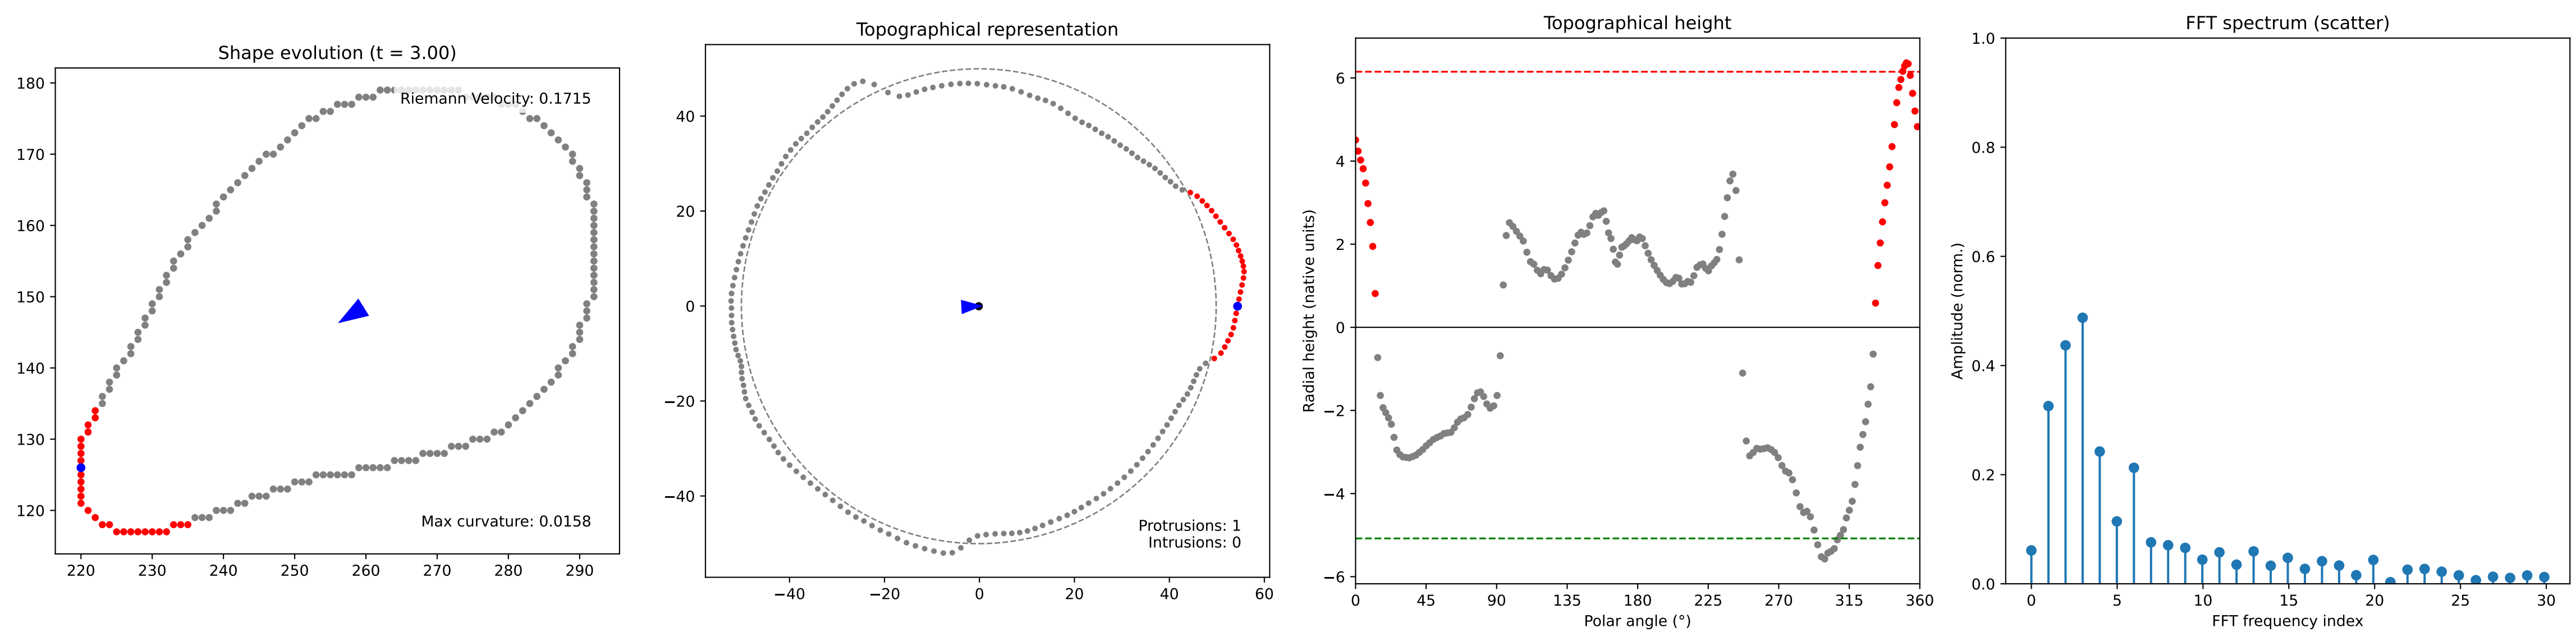 Shape evolution (t = 3.00)
180
170
160
150
140
130
120
220 230 240 250 260 270 280 290
Riemann Velocity: 0.1715
Max curvature: 0.0158
Topographical representation
40
20
0
−20
−40
−40 −20 0 20 40 60
Protrusions: 1
Intrusions: 0
Topographical height
Radial height (native units)
6
4
2
0
−2
−4
−6
0 45 90 135 180 225 270 315 360
Polar angle (°)
FFT spectrum (scatter)
Amplitude (norm.)
1.0
0.8
0.6
0.4
0.2
0.0
0 5 10 15 20 25 30
FFT frequency index